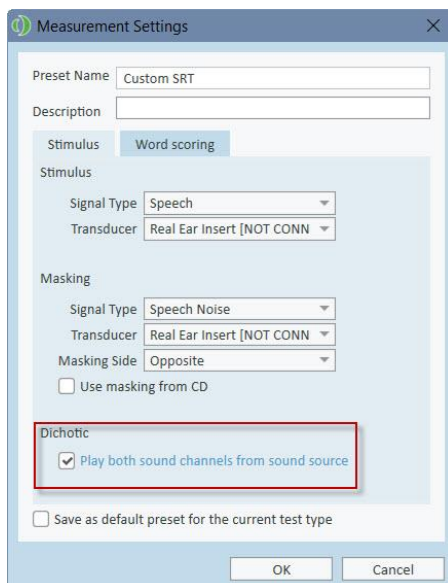 Measurement Settings
Preset Name Custom SRT
Description
Stimulus Word scoring
Stimulus
Signal Type Speech
Transducer Real Ear Insert [NOT CONN
Masking
Signal Type Speech Noise
Transducer Real Ear Insert [NOT CONN
Masking Side Opposite
Use masking from CD
Dichotic
Play both sound channels from sound source
Save as default preset for the current test type
OK Cancel